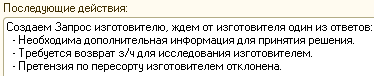 Последующие действия:
Создаем Запрос изготовителю, ждем от изготовителя один из ответов:
- Необходима дополнительная информация для принятия решения.
- Требуется возврат з/ч для исследования изготовителем.
- Претензия по пересорту изготовителем отклонена.